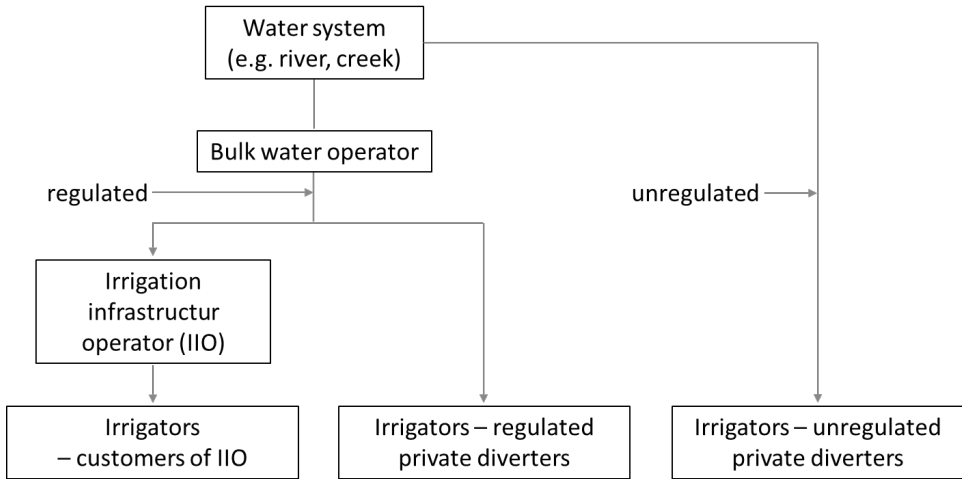 Water system
(e.g. river, creek)
Bulk water operator
regulated
unregulated
Irrigation
infrastructur
operator (IIO)
Irrigators
– customers of IIO
Irrigators – regulated
private diverters
Irrigators – unregulated
private diverters